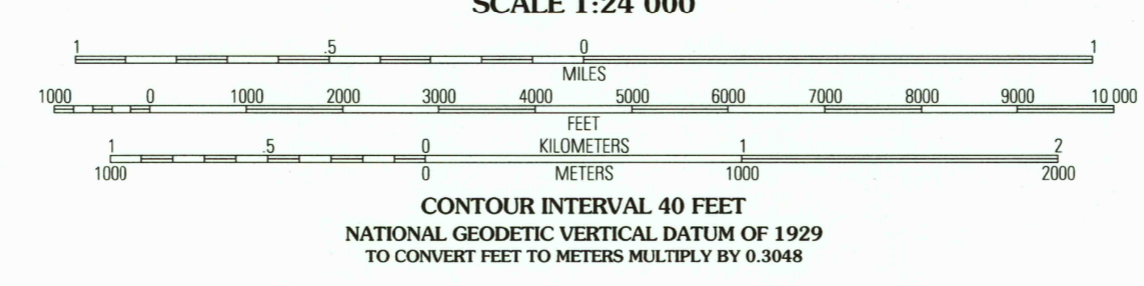 SCALE 1:24 000
1 .5 0 1
MILES
1000 0 1000 2000 3000 4000 5000 6000 7000 8000 9000 10 000
FEET
1 .5 0 KILOMETERS 1 2
1000 0 METERS 1000 2000
CONTOUR INTERVAL 40 FEET
NATIONAL GEODETIC VERTICAL DATUM OF 1929
TO CONVERT FEET TO METERS MULTIPLY BY 0.3048